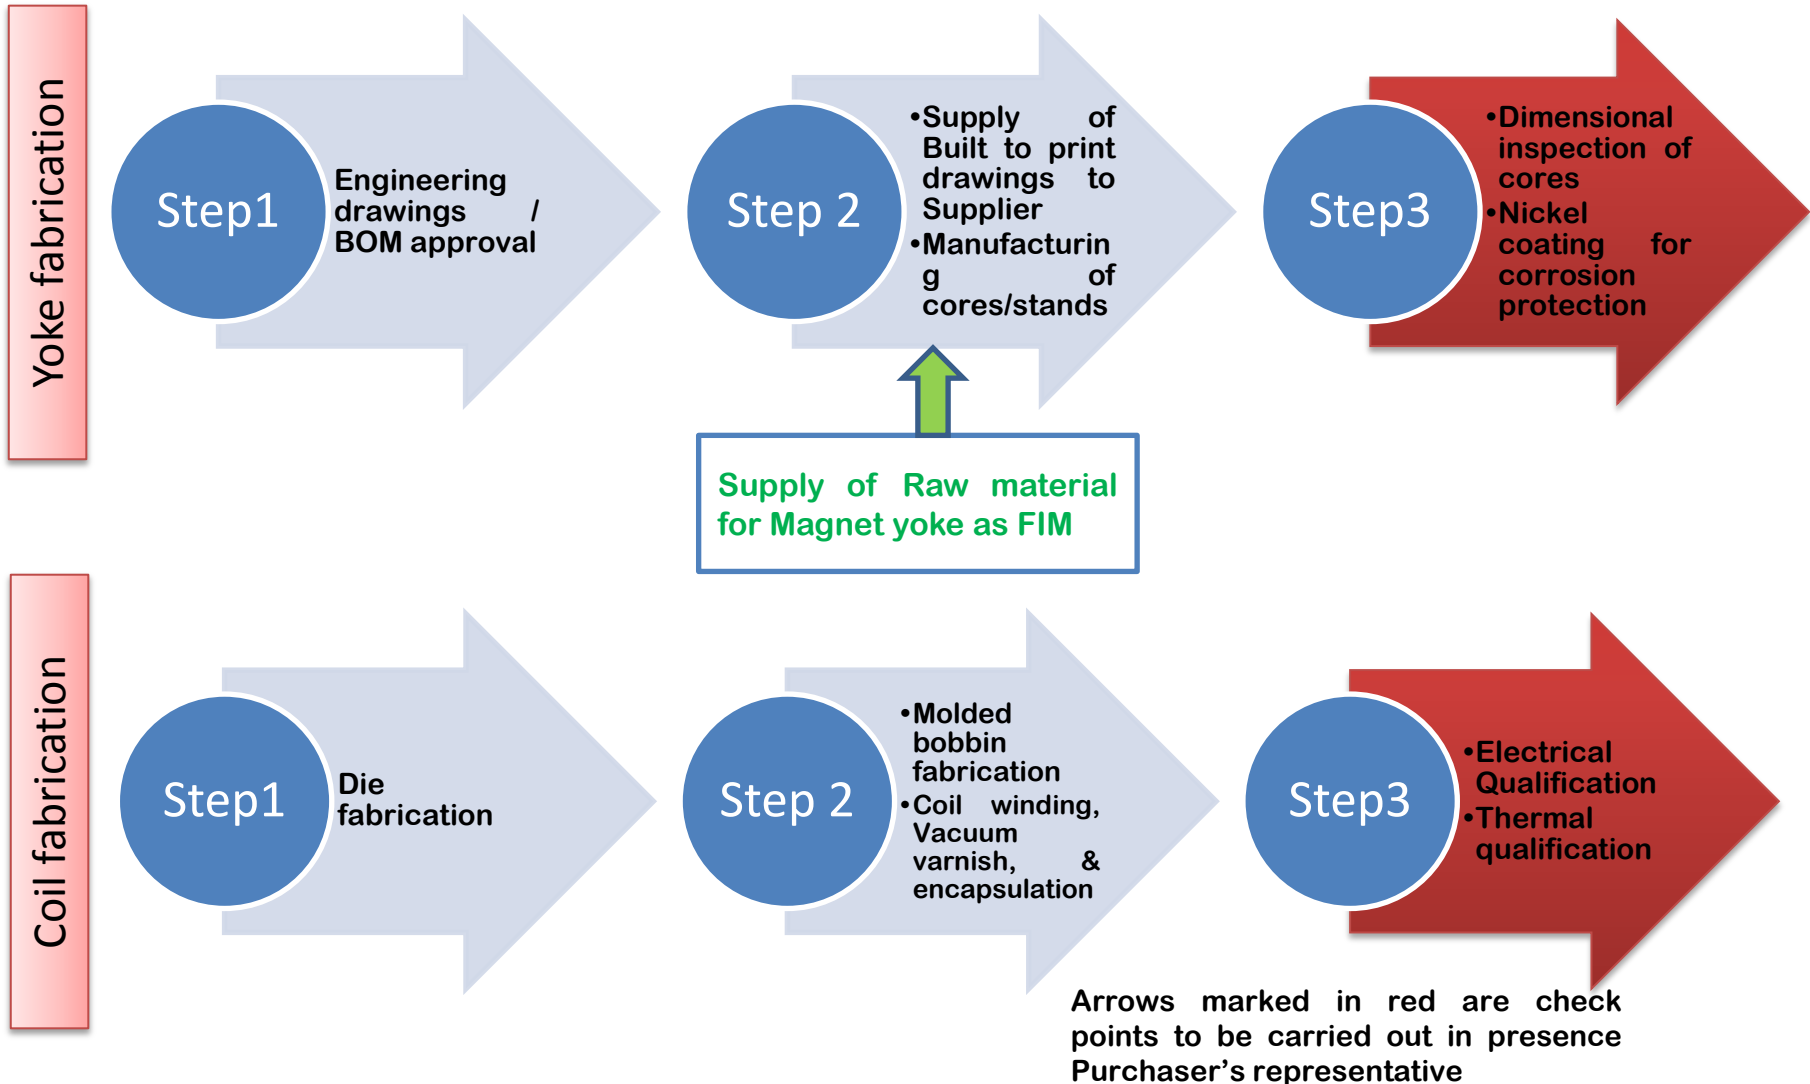 Yoke fabrication
Step1
Engineering
drawings /
BOM approval
Step 2
•Supply of
Built to print
drawings to
Supplier
•Manufacturin
g of
cores/stands
Step3
•Dimensional
inspection of
cores
•Nickel
coating for
corrosion
protection
Supply of Raw material
for Magnet yoke as FIM
Coil fabrication
Step1
Die
fabrication
Step 2
•Molded
bobbin
fabrication
•Coil winding,
Vacuum
varnish, &
encapsulation
Step3
•Electrical
Qualification
•Thermal
qualification
Arrows marked in red are check
points to be carried out in presence
Purchaser’s representative